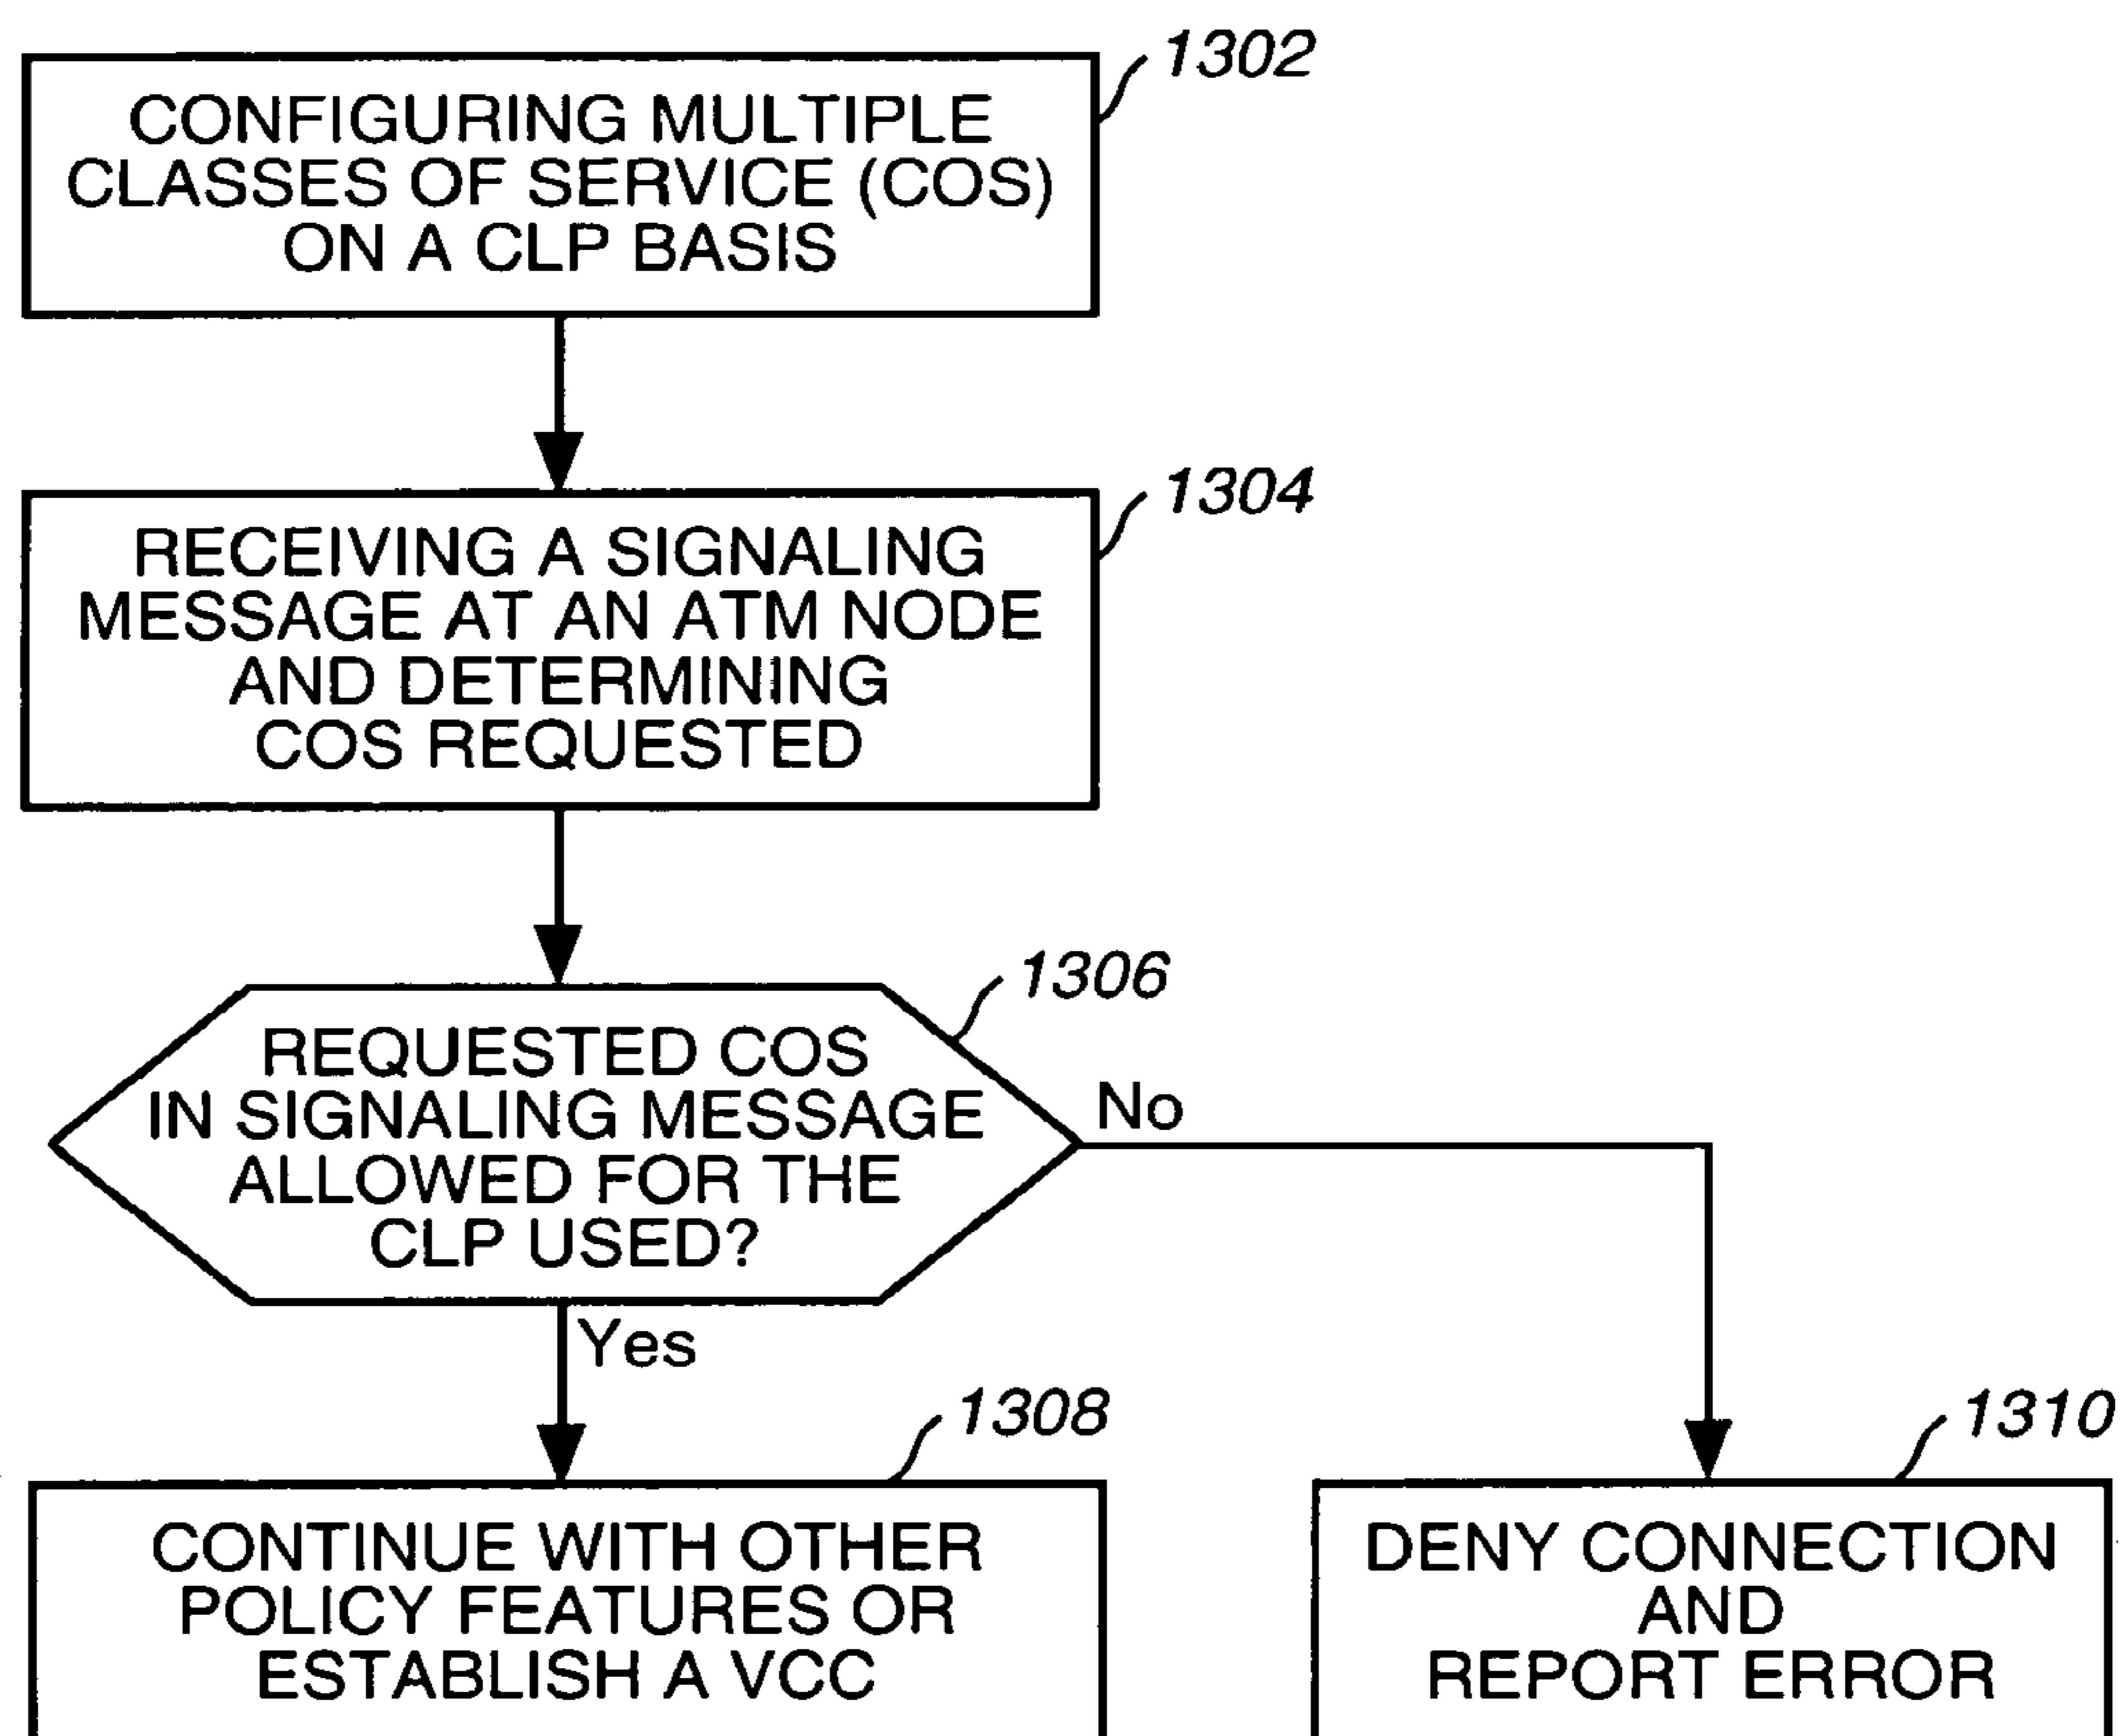 1302
CONFIGURING MULTIPLE
CLASSES OF SERVICE (COS)
ON A CLP BASIS
1304
RECEIVING A SIGNALING
MESSAGE AT AN ATM NODE
AND DETERMINING
COS REQUESTED
1306
REQUESTED COS
IN SIGNALING MESSAGE
ALLOWED FOR THE
CLP USED?
No
Yes
1308
CONTINUE WITH OTHER
POLICY FEATURES OR
ESTABLISH A VCC
1310
DENY CONNECTION
AND
REPORT ERROR